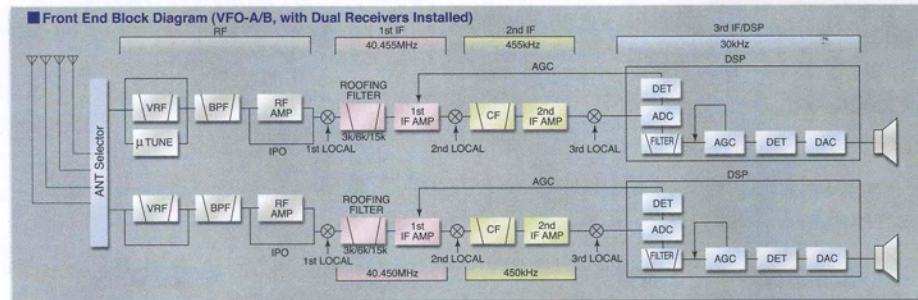 ■ Front End Block Diagram (VFO-A/B, with Dual Receivers Installed)
RF
1st IF
40.455MHz
2nd IF
455kHz
3rd IF/DSP
30kHz
ANT Selector
VRF
μ TUNE
BPF
RF AMP
IPO
1st LOCAL
ROOFING FILTER
3k/6k/15k
1st IF AMP
2nd LOCAL
CF
2nd IF AMP
3rd LOCAL
AGC
DSP
DET
ADC
FILTER
AGC
DET
DAC
VRF
BPF
RF AMP
IPO
1st LOCAL
ROOFING FILTER
3k/6k/15k
1st IF AMP
2nd LOCAL
CF
2nd IF AMP
3rd LOCAL
AGC
DSP
DET
ADC
FILTER
AGC
DET
DAC
40.450MHz
450kHz